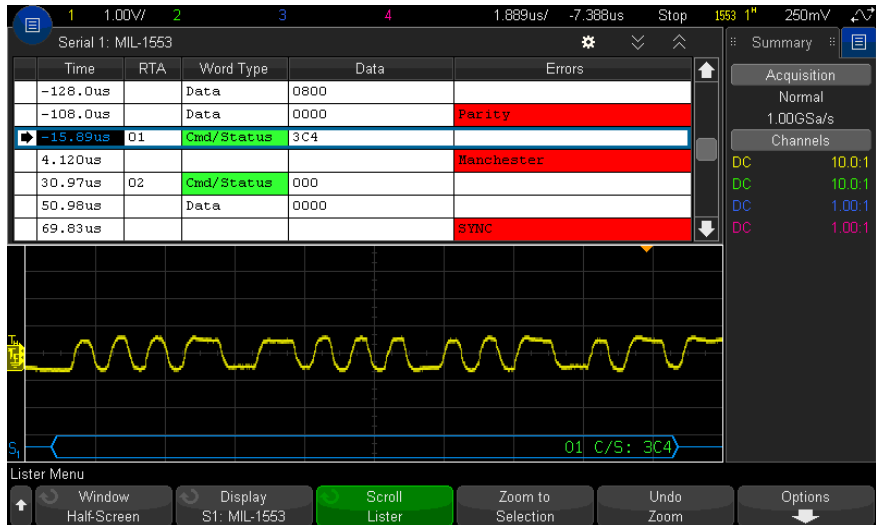 1 1.00V/ 2 3 4 1.889us/ -7.388us Stop 1553 1ᴴ 250mV
Serial 1: MIL-1553
Time RTA Word Type Data Errors
-128.0us Data 0800
-108.0us Data 0000 Parity
-15.89us 01 Cmd/Status 3C4
4.120us Manchester
30.97us 02 Cmd/Status 000
50.98us Data 0000
69.83us SYNC
Summary
Acquisition
Normal
1.00GSa/s
Channels
DC 10.0:1
DC 10.0:1
DC 1.00:1
DC 1.00:1
S1 01 C/S: 3C4
Lister Menu
Window Display Scroll Zoom to Undo Options
Half-Screen S1: MIL-1553 Lister Selection Zoom